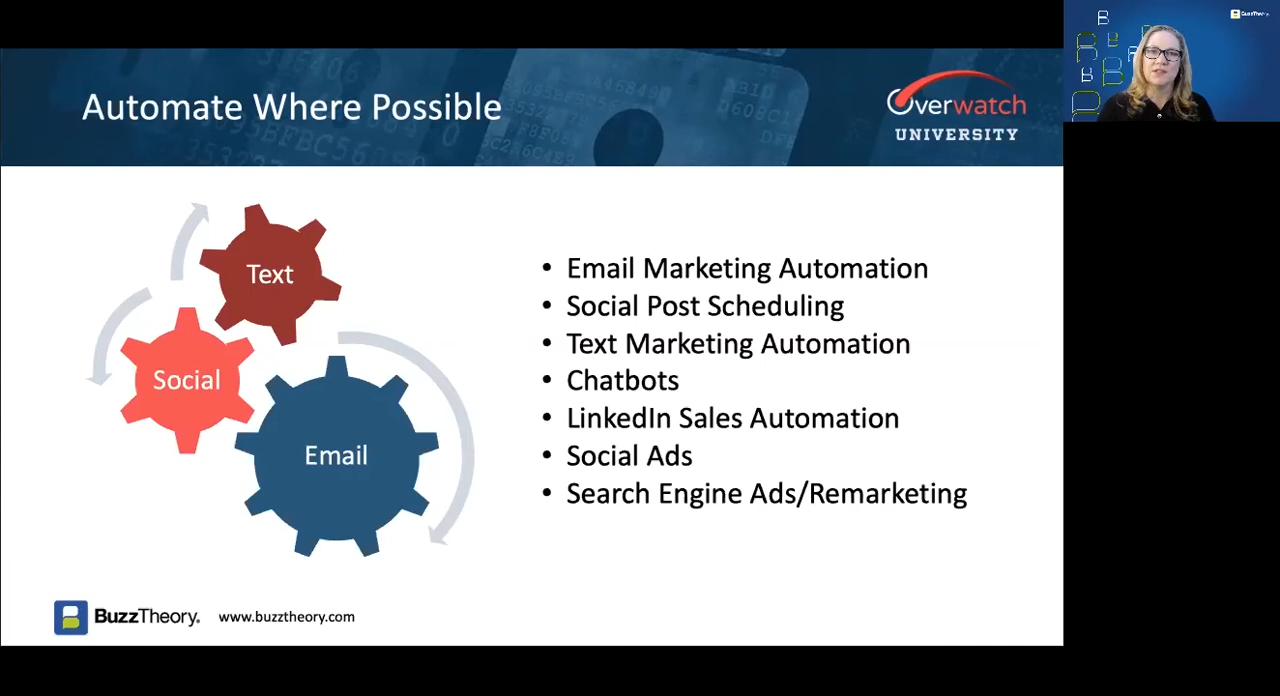 Automate Where Possible
Overwatch
UNIVERSITY
Text
Social
Email
• Email Marketing Automation
• Social Post Scheduling
• Text Marketing Automation
• Chatbots
• LinkedIn Sales Automation
• Social Ads
• Search Engine Ads/Remarketing
BuzzTheory® www.buzztheory.com
BuzzTheory